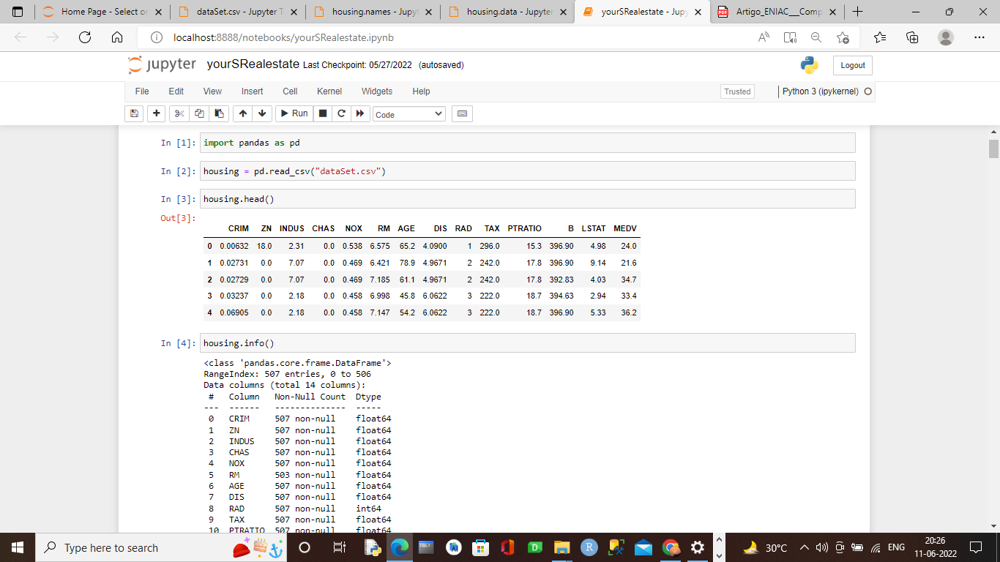 Home Page - Select or
dataSet.csv - Jupyter T
housing.names - Jupy
housing.data - Jupyter
yourSRealestate - Jupy
Artigo_ENIAC__Comp
localhost:8888/notebooks/yourSRealestate.ipynb
jupyter yourSRealestate Last Checkpoint: 05/27/2022 (autosaved)
Logout
File Edit View Insert Cell Kernel Widgets Help
Trusted
Python 3 (ipykernel)
Run
Code
In [1]: import pandas as pd
In [2]: housing = pd.read_csv("dataSet.csv")
In [3]: housing.head()
Out[3]:
CRIM ZN INDUS CHAS NOX RM AGE DIS RAD TAX PTRATIO B LSTAT MEDV
0 0.00632 18.0 2.31 0.0 0.538 6.575 65.2 4.0900 1 296.0 15.3 396.90 4.98 24.0
1 0.02731 0.0 7.07 0.0 0.469 6.421 78.9 4.9671 2 242.0 17.8 396.90 9.14 21.6
2 0.02729 0.0 7.07 0.0 0.469 7.185 61.1 4.9671 2 242.0 17.8 392.83 4.03 34.7
3 0.03237 0.0 2.18 0.0 0.458 6.998 45.8 6.0622 3 222.0 18.7 394.63 2.94 33.4
4 0.06905 0.0 2.18 0.0 0.458 7.147 54.2 6.0622 3 222.0 18.7 396.90 5.33 36.2
In [4]: housing.info()
<class 'pandas.core.frame.DataFrame'>
RangeIndex: 507 entries, 0 to 506
Data columns (total 14 columns):
# Column Non-Null Count Dtype
--- ------ -------------- -----
0 CRIM 507 non-null float64
1 ZN 507 non-null float64
2 INDUS 507 non-null float64
3 CHAS 507 non-null float64
4 NOX 507 non-null float64
5 RM 503 non-null float64
6 AGE 507 non-null float64
7 DIS 507 non-null float64
8 RAD 507 non-null int64
9 TAX 507 non-null float64
10 PTRATIO 507 non-null float64
Type here to search
30°C
ENG
20:26
11-06-2022